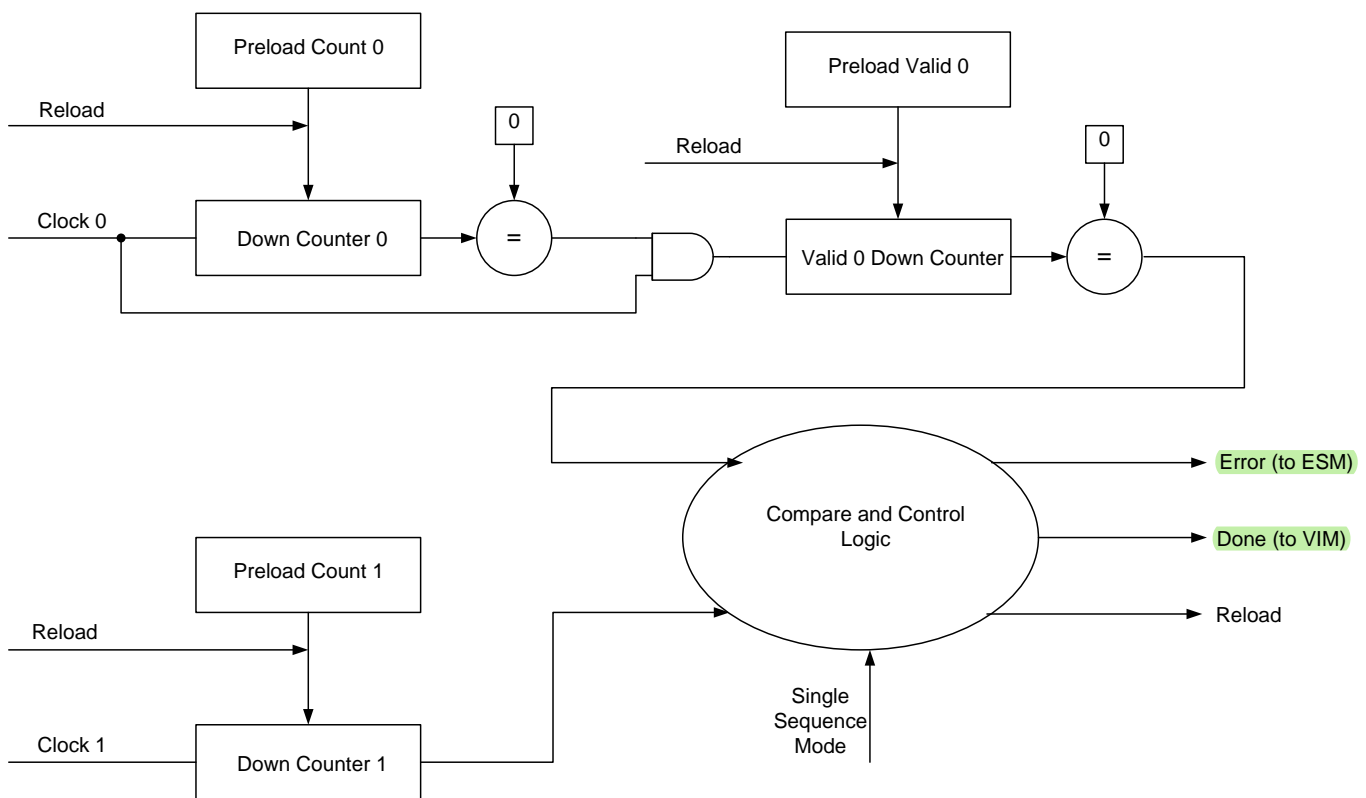 Preload Count 0
Preload Valid 0
Reload
0
0
Reload
Clock 0
Down Counter 0
=
Valid 0 Down Counter
=
Error (to ESM)
Compare and Control
Logic
Done (to VIM)
Preload Count 1
Reload
Reload
Single
Sequence
Mode
Clock 1
Down Counter 1